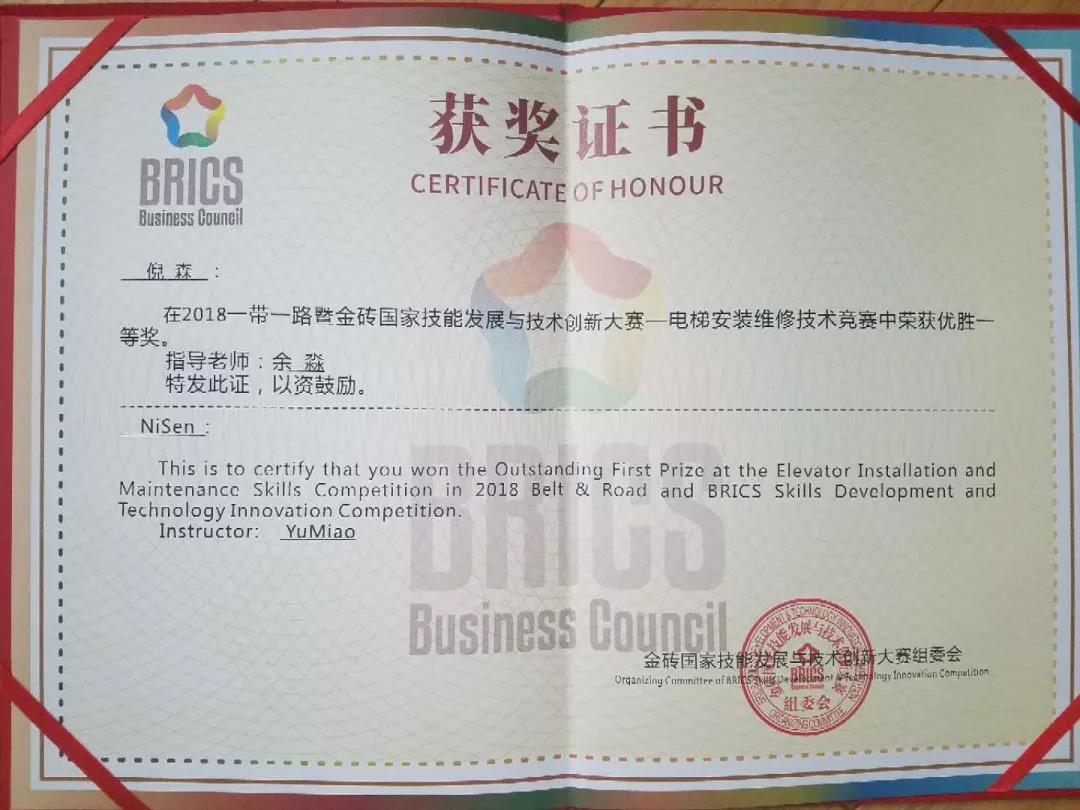 BRICS
Business Council
获奖证书
CERTIFICATE OF HONOUR
倪 森 :
在2018一带一路暨金砖国家技能发展与技术创新大赛—电梯安装维修技术竞赛中荣获优胜一
等奖。
指导老师:余 淼
特发此证,以资鼓励。
NiSen :
This is to certify that you won the Outstanding First Prize at the Elevator Installation and
Maintenance Skills Competition in 2018 Belt & Road and BRICS Skills Development and
Technology Innovation Competition.
Instructor: YuMiao
BRICS
Business Council
金砖国家技能发展与技术创新大赛组委会
Organizing Committee of BRICS Skills Development & Technology Innovation Competition
BRICS
组委会
ORGANIZING COMMITTEE